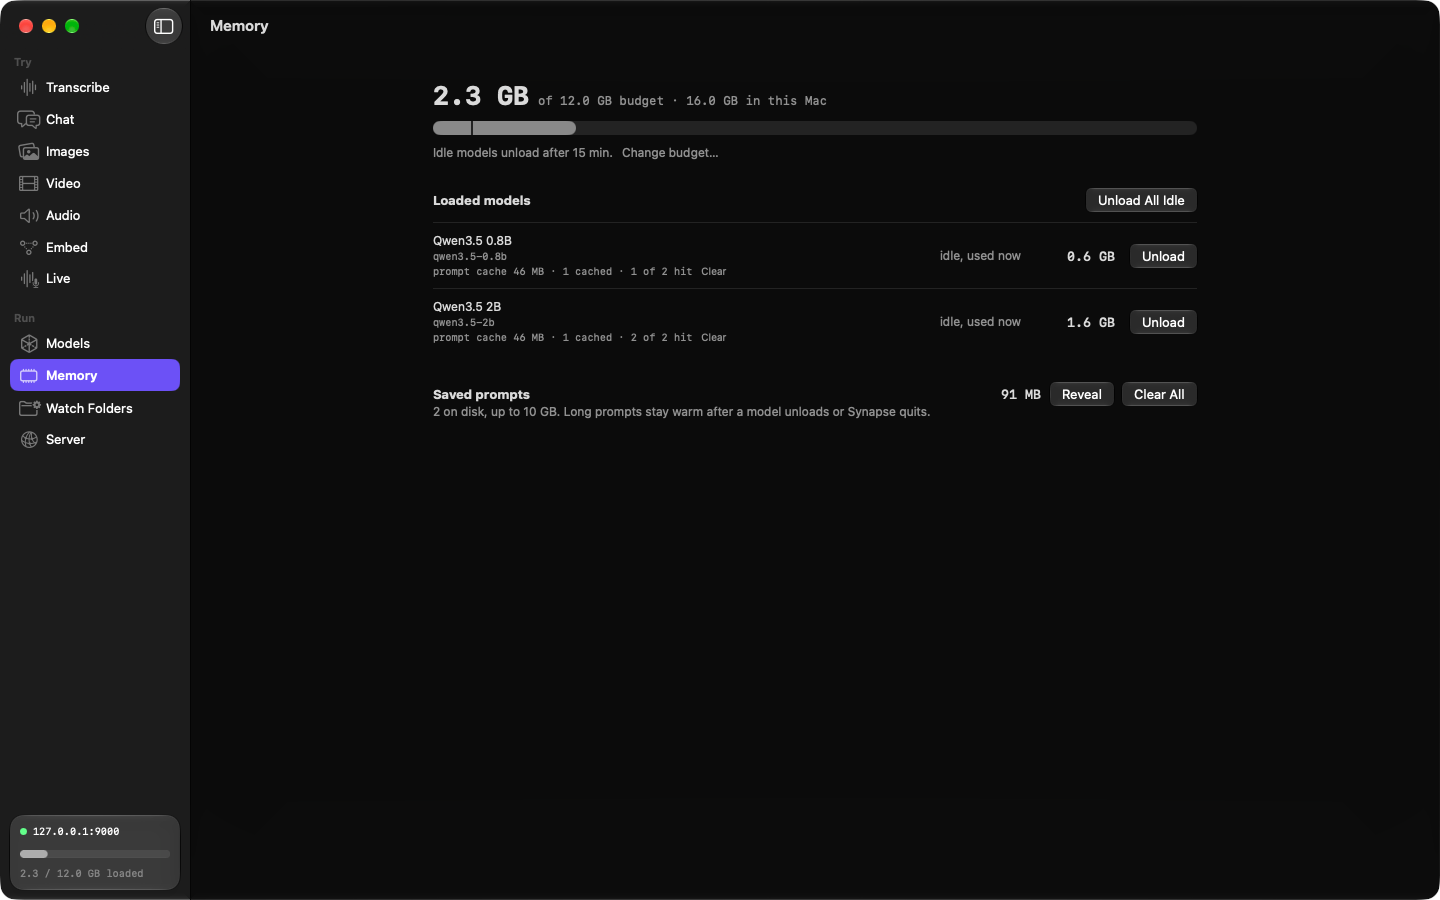 Memory
Try
Transcribe
Chat
Images
Video
Audio
Embed
Live
Run
Models
Memory
Watch Folders
Server
127.0.0.1:9000
2.3 / 12.0 GB loaded
2.3 GB of 12.0 GB budget · 16.0 GB in this Mac
Idle models unload after 15 min. Change budget...
Loaded models
Unload All Idle
Qwen3.5 0.8B
qwen3.5-0.8b
prompt cache 46 MB · 1 cached · 1 of 2 hit Clear
idle, used now 0.6 GB Unload
Qwen3.5 2B
qwen3.5-2b
prompt cache 46 MB · 1 cached · 2 of 2 hit Clear
idle, used now 1.6 GB Unload
Saved prompts
2 on disk, up to 10 GB. Long prompts stay warm after a model unloads or Synapse quits.
91 MB Reveal Clear All